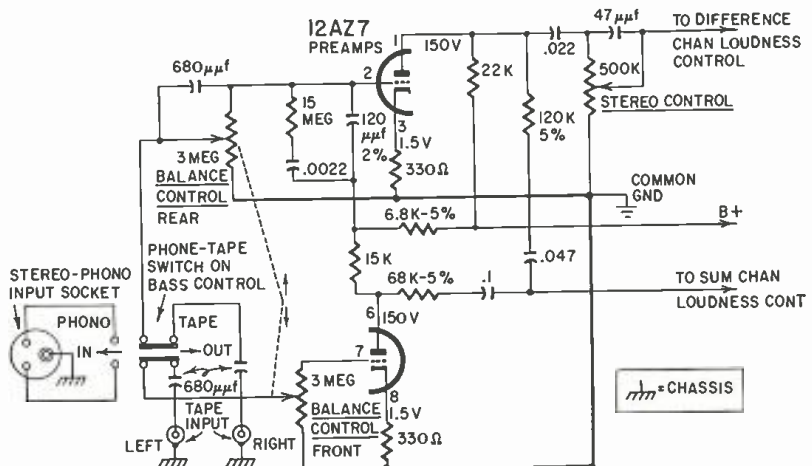 12AZ7
PREAMPS
1
150V
.022
47μμf
TO DIFFERENCE
CHAN LOUDNESS
CONTROL
680μμf
2
22K
500K
STEREO CONTROL
15
MEG
120
μμf
2%
3
1.5V
330Ω
120K
5%
3 MEG
BALANCE
CONTROL
REAR
.0022
COMMON
GND
6.8K-5%
B+
PHONE-TAPE
SWITCH ON
BASS CONTROL
15K
.047
STEREO-PHONO
INPUT SOCKET
68K-5%
.1
TO SUM CHAN
LOUDNESS CONT
PHONO
TAPE
6
150V
IN
OUT
7
680μμf
3 MEG
8
1.5V
BALANCE
CONTROL
FRONT
330Ω
TAPE
INPUT
LEFT
RIGHT
=CHASSIS